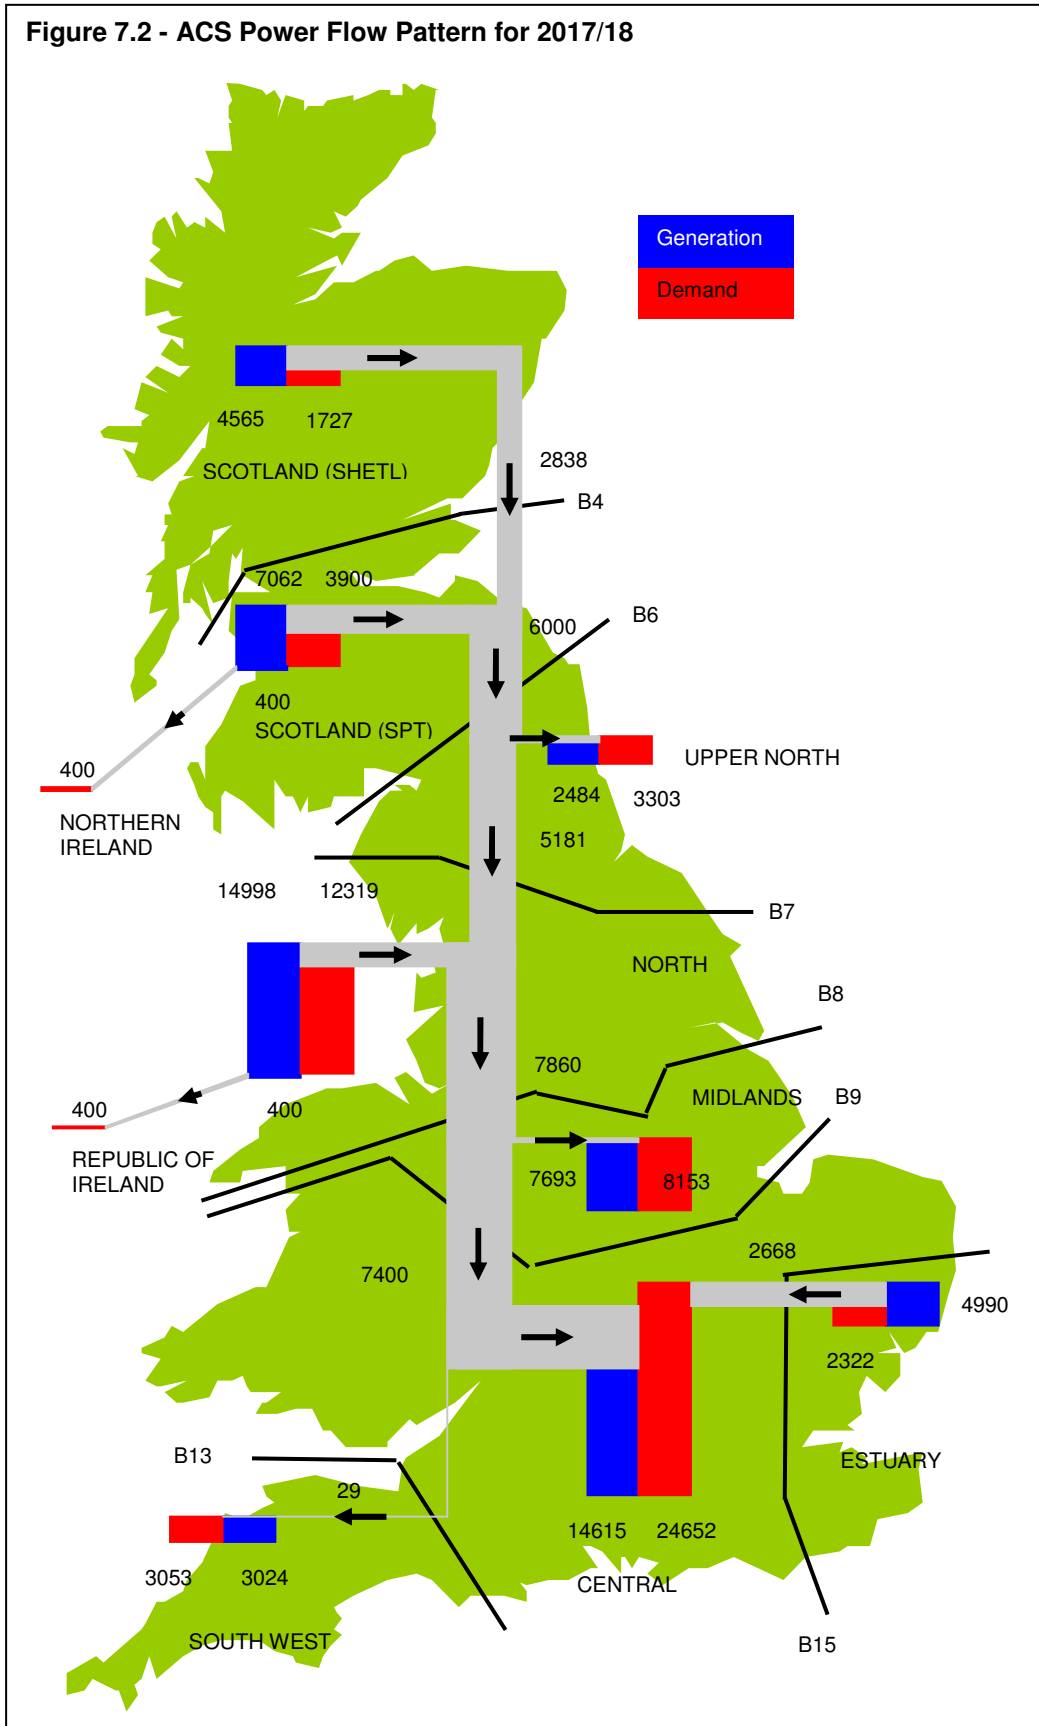 Figure 7.2 - ACS Power Flow Pattern for 2017/18
Generation
Demand
4565
1727
SCOTLAND (SHETL)
2838
B4
7062
3900
B6
6000
400
SCOTLAND (SPT)
UPPER NORTH
400
2484
3303
NORTHERN
IRELAND
5181
14998
12319
B7
NORTH
B8
7860
MIDLANDS
B9
400
400
REPUBLIC OF
IRELAND
7693
8153
2668
7400
4990
2322
B13
ESTUARY
29
14615
24652
3053
3024
CENTRAL
SOUTH WEST
B15